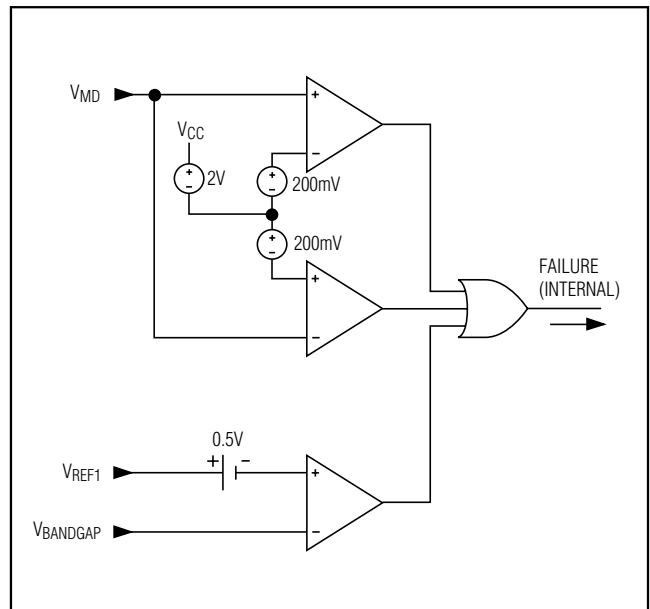 VMD
+
VCC
+
-
2V
-
+
-
200mV
+
-
200mV
+
FAILURE
(INTERNAL)
-
0.5V
+ -
VREF1
+
VBANDGAP
-